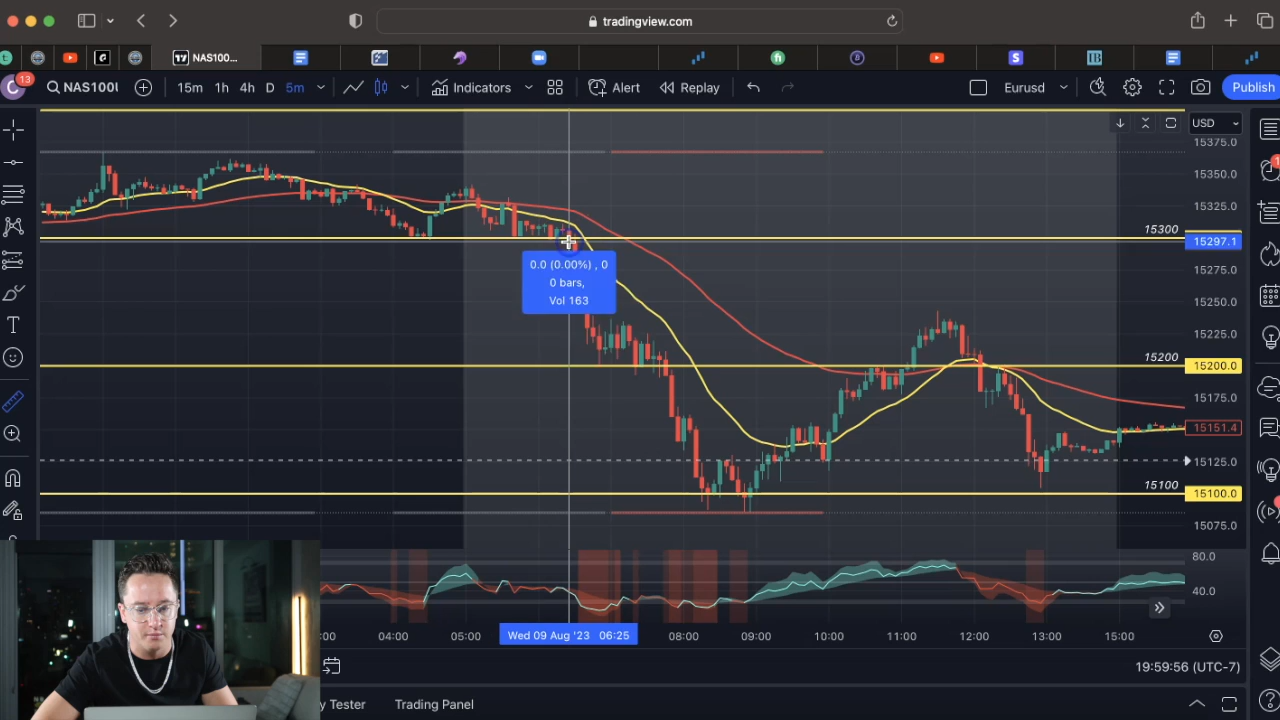 tradingview.com
NAS100...
13
NAS100U
15m 1h 4h D 5m
Indicators
Alert
Replay
Eurusd
Publish
USD
15375.0
15350.0
15325.0
15300
15297.1
0.0 (0.00%) , 0
0 bars,
Vol 163
15275.0
15250.0
15225.0
15200
15200.0
15175.0
15151.4
15125.0
15100
15100.0
15075.0
80.0
40.0
:00 04:00 05:00 Wed 09 Aug '23 06:25 08:00 09:00 10:00 11:00 12:00 13:00 15:00
19:59:56 (UTC-7)
y Tester
Trading Panel